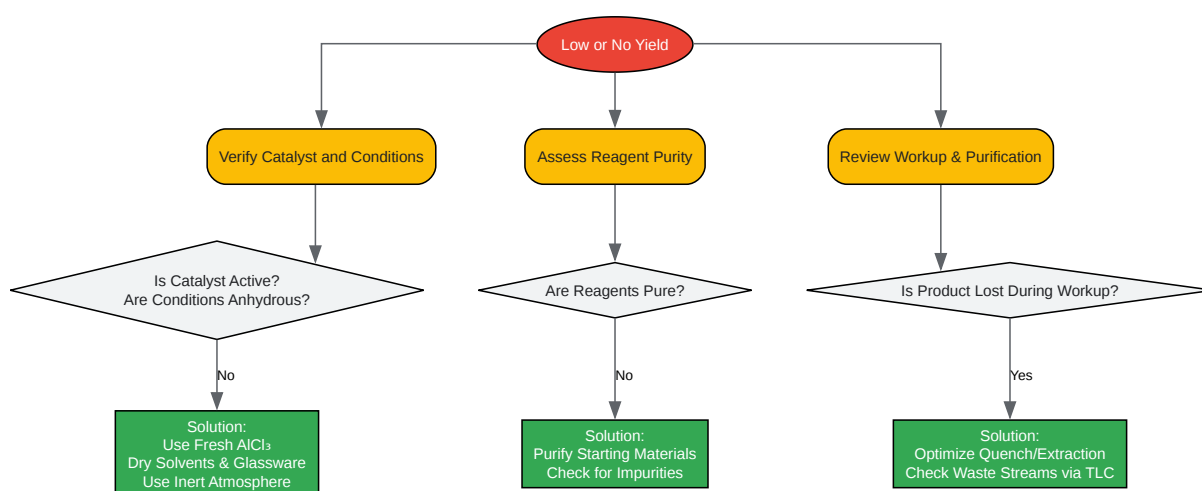 Low or No Yield
Verify Catalyst and Conditions
Assess Reagent Purity
Review Workup & Purification
Is Catalyst Active?
Are Conditions Anhydrous?
Are Reagents Pure?
Is Product Lost During Workup?
No
No
Yes
Solution:
Use Fresh AlCl₃
Dry Solvents & Glassware
Use Inert Atmosphere
Solution:
Purify Starting Materials
Check for Impurities
Solution:
Optimize Quench/Extraction
Check Waste Streams via TLC